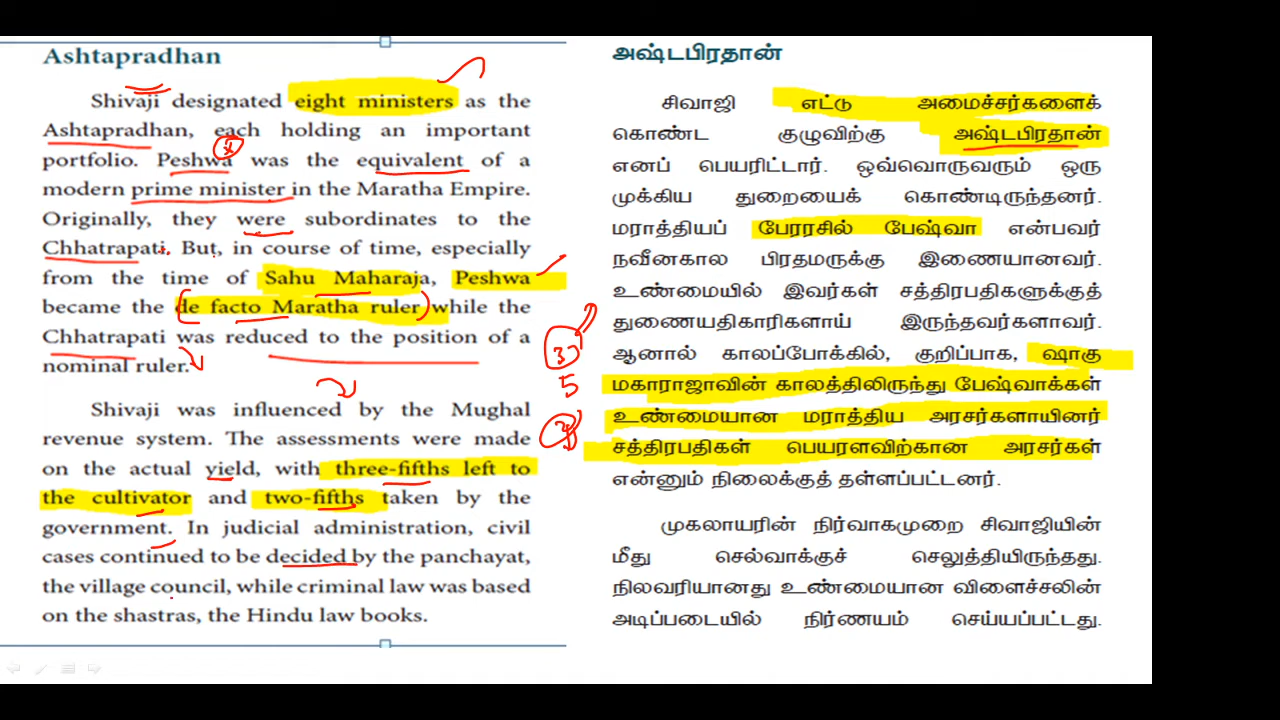 Ashtapradhan
Shivaji designated eight ministers as the
Ashtapradhan, each holding an important
portfolio. Peshwa was the equivalent of a
modern prime minister in the Maratha Empire.
Originally, they were subordinates to the
Chhatrapati. But, in course of time, especially
from the time of Sahu Maharaja, Peshwa
became the de facto Maratha ruler while the
Chhatrapati was reduced to the position of a
nominal ruler.
Shivaji was influenced by the Mughal
revenue system. The assessments were made
on the actual yield, with three-fifths left to
the cultivator and two-fifths taken by the
government. In judicial administration, civil
cases continued to be decided by the panchayat,
the village council, while criminal law was based
on the shastras, the Hindu law books.
3
5
அஷ்டபிரதான்
சிவாஜி எட்டு அமைச்சர்களைக்
கொண்ட குழுவிற்கு அஷ்டபிரதான்
எனப் பெயரிட்டார். ஒவ்வொருவரும் ஒரு
முக்கிய துறையைக் கொண்டிருந்தனர்.
மராத்தியப் பேரரசில் பேஷ்வா என்பவர்
நவீனகால பிரதமருக்கு இணையானவர்.
உண்மையில் இவர்கள் சத்திரபதிகளுக்குத்
துணையதிகாரிகளாய் இருந்தவர்களாவர்.
ஆனால் காலப்போக்கில், குறிப்பாக, ஷாகு
மகாராஜாவின் காலத்திலிருந்து பேஷ்வாக்கள்
உண்மையான மராத்திய அரசர்களாயினர்
சத்திரபதிகள் பெயரளவிற்கான அரசர்கள்
என்னும் நிலைக்குத் தள்ளப்பட்டனர்.
முகலாயரின் நிர்வாகமுறை சிவாஜியின்
மீது செல்வாக்குச் செலுத்தியிருந்தது.
நிலவரியானது உண்மையான விளைச்சலின்
அடிப்படையில் நிர்ணயம் செய்யப்பட்டது.